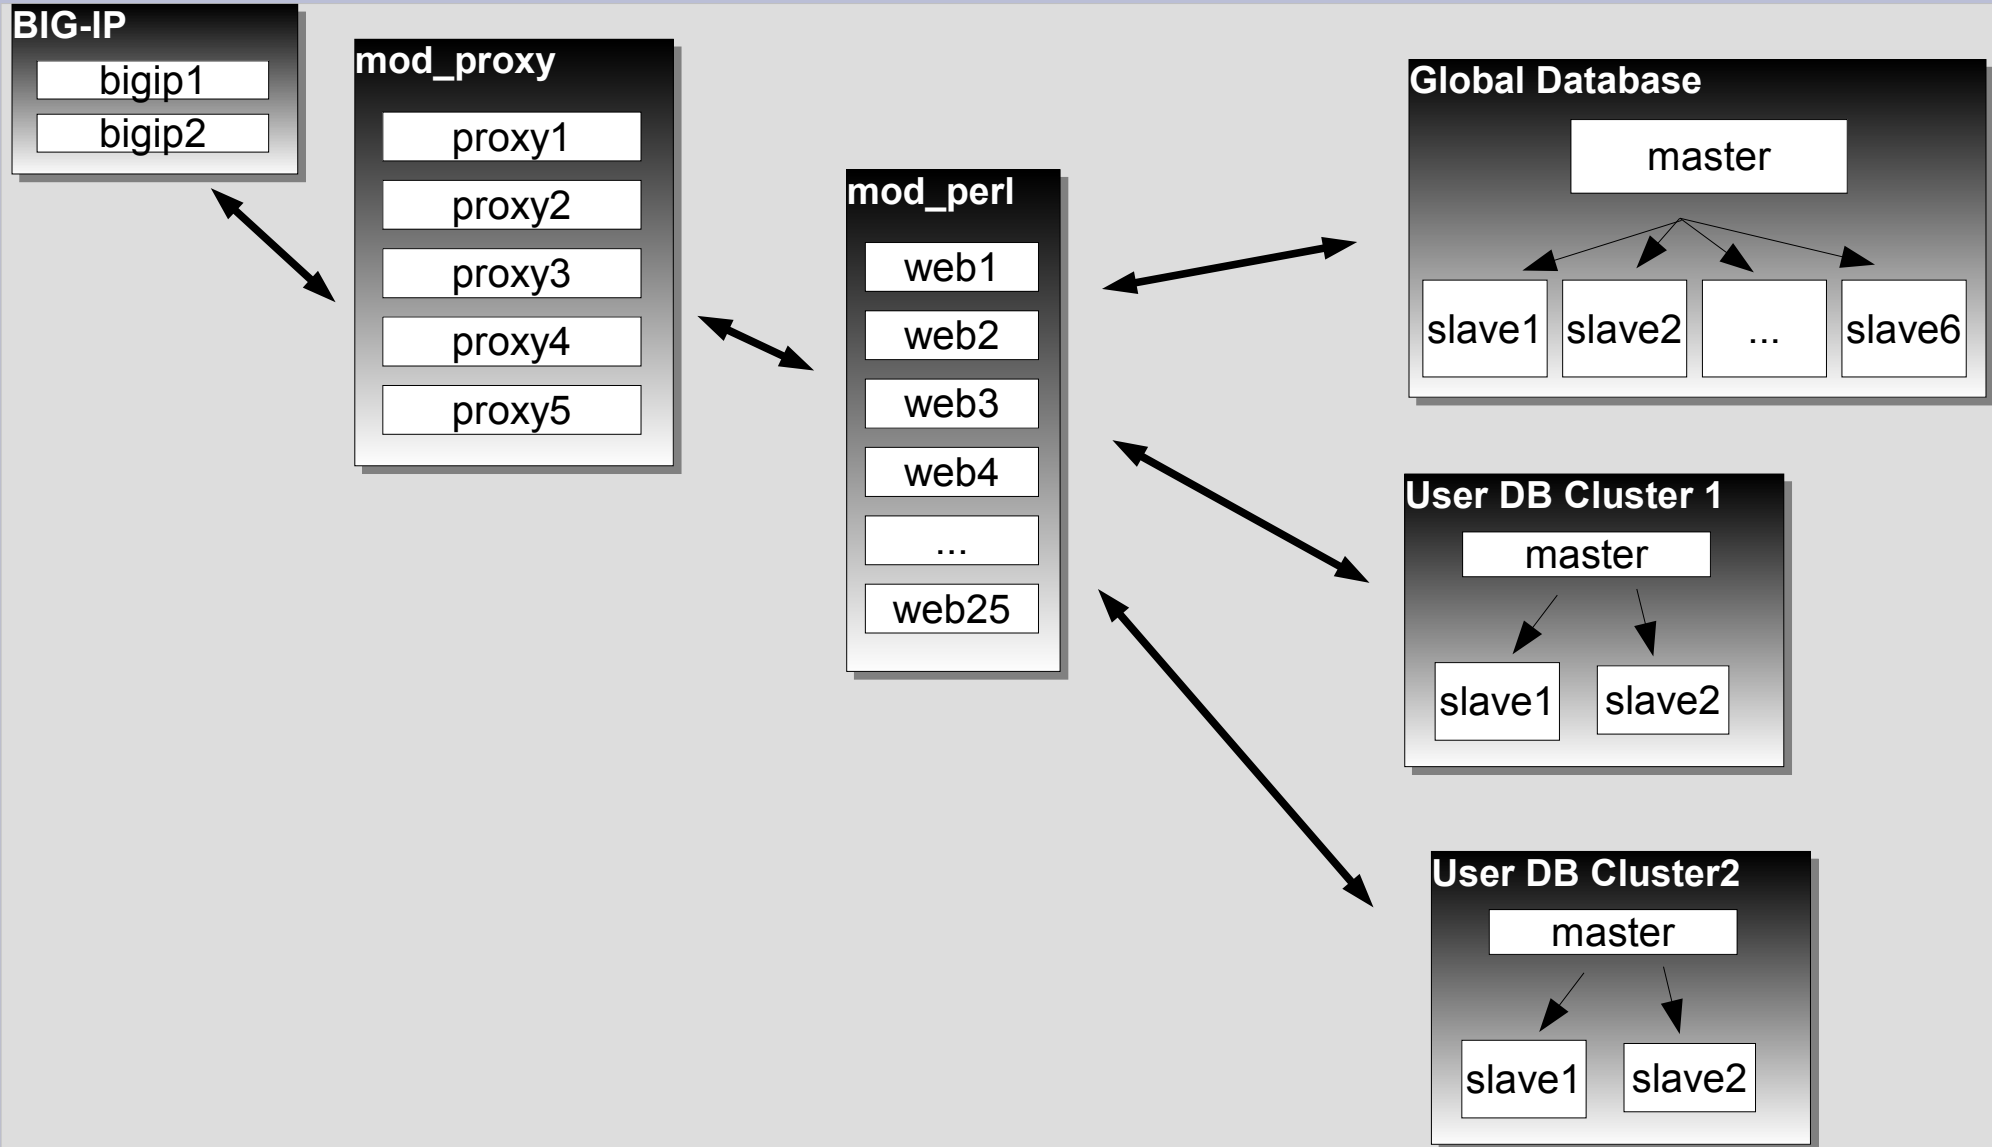 BIG-IP
bigip1
bigip2
mod_proxy
proxy1
proxy2
proxy3
proxy4
proxy5
mod_perl
web1
web2
web3
web4
...
web25
Global Database
master
slave1 slave2 ... slave6
User DB Cluster 1
master
slave1 slave2
User DB Cluster2
master
slave1 slave2